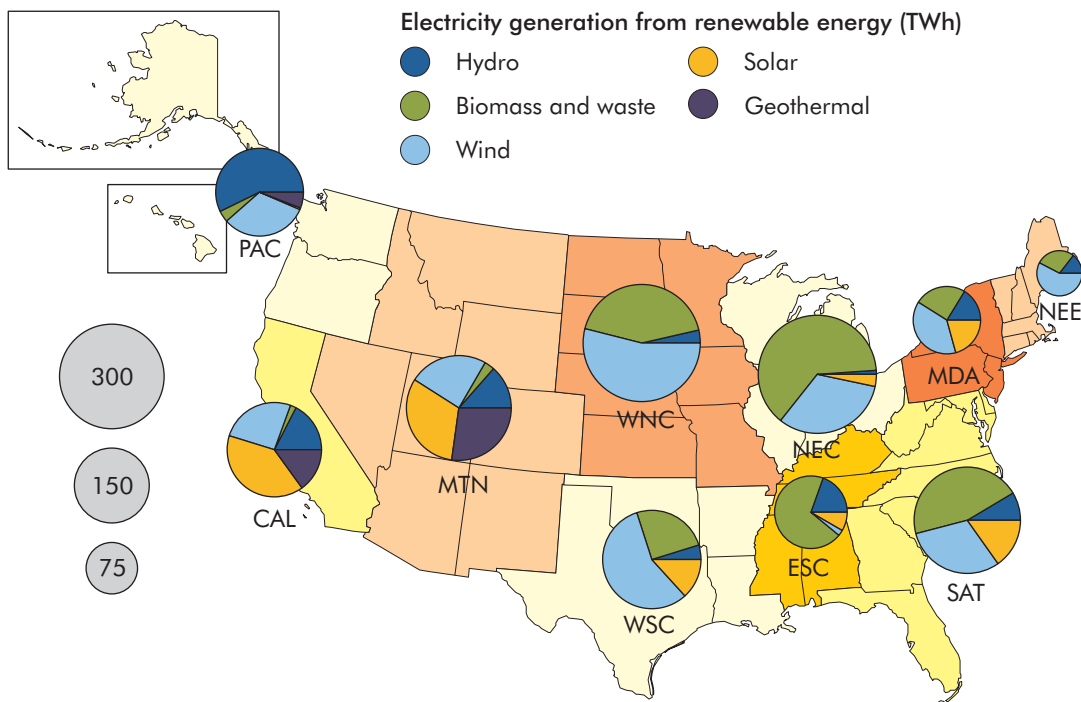 Electricity generation from renewable energy (TWh)
Hydro
Solar
Biomass and waste
Geothermal
Wind
PAC
NEE
MDA
300
WNC
NEC
150
MTN
CAL
75
ESC
SAT
WSC